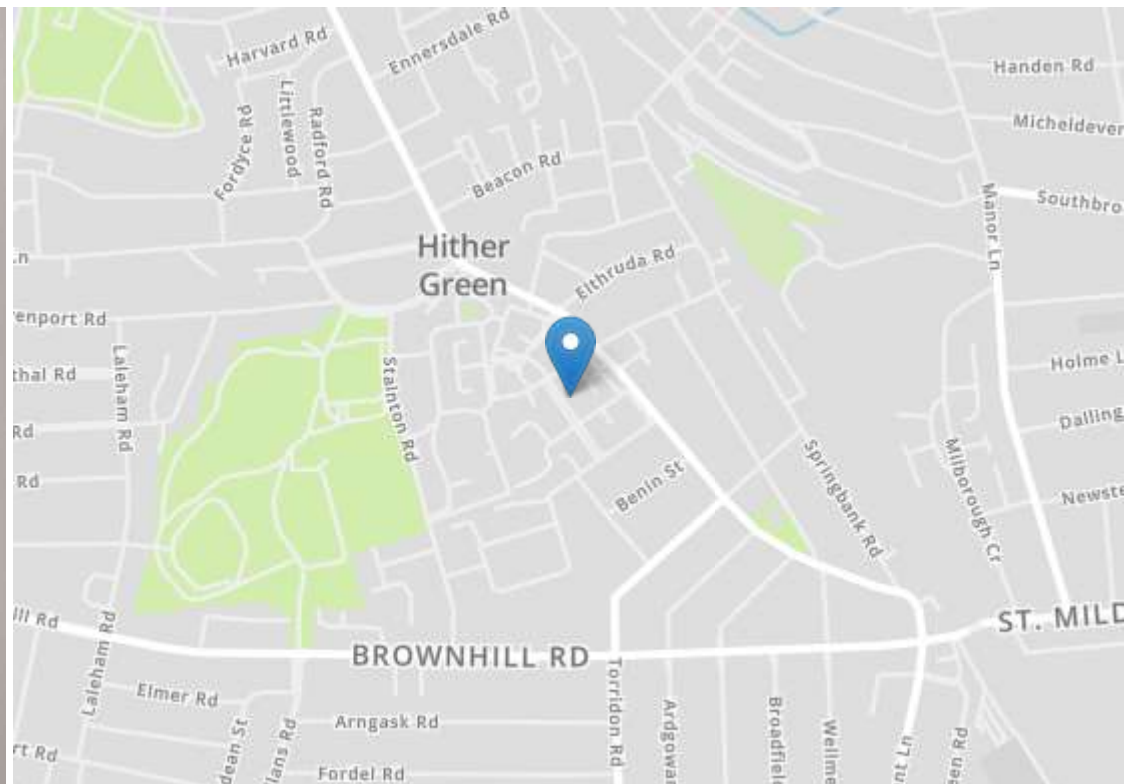 Harvard Rd
Ennersdale Rd
Handen Rd
Micheldever
Littlewood
Radford Rd
Fordyce Rd
Beacon Rd
Manor Ln
Southbro
Hither
Green
Elthruda Rd
Ln
enport Rd
Laleham Rd
thal Rd
Stainton Rd
Holme L
Dalling
Rd
Springbank Rd
Milborough Cr
Rd
Benin St
Newste
ill Rd
Laleham Rd
BROWNHILL RD
ST. MILD
Torridon Rd
Elmer Rd
Arngask Rd
Ardgowa
Broadfiel
Wellme
nt Ln
een Rd
dean St
lans Rd
rt Rd
Fordel Rd